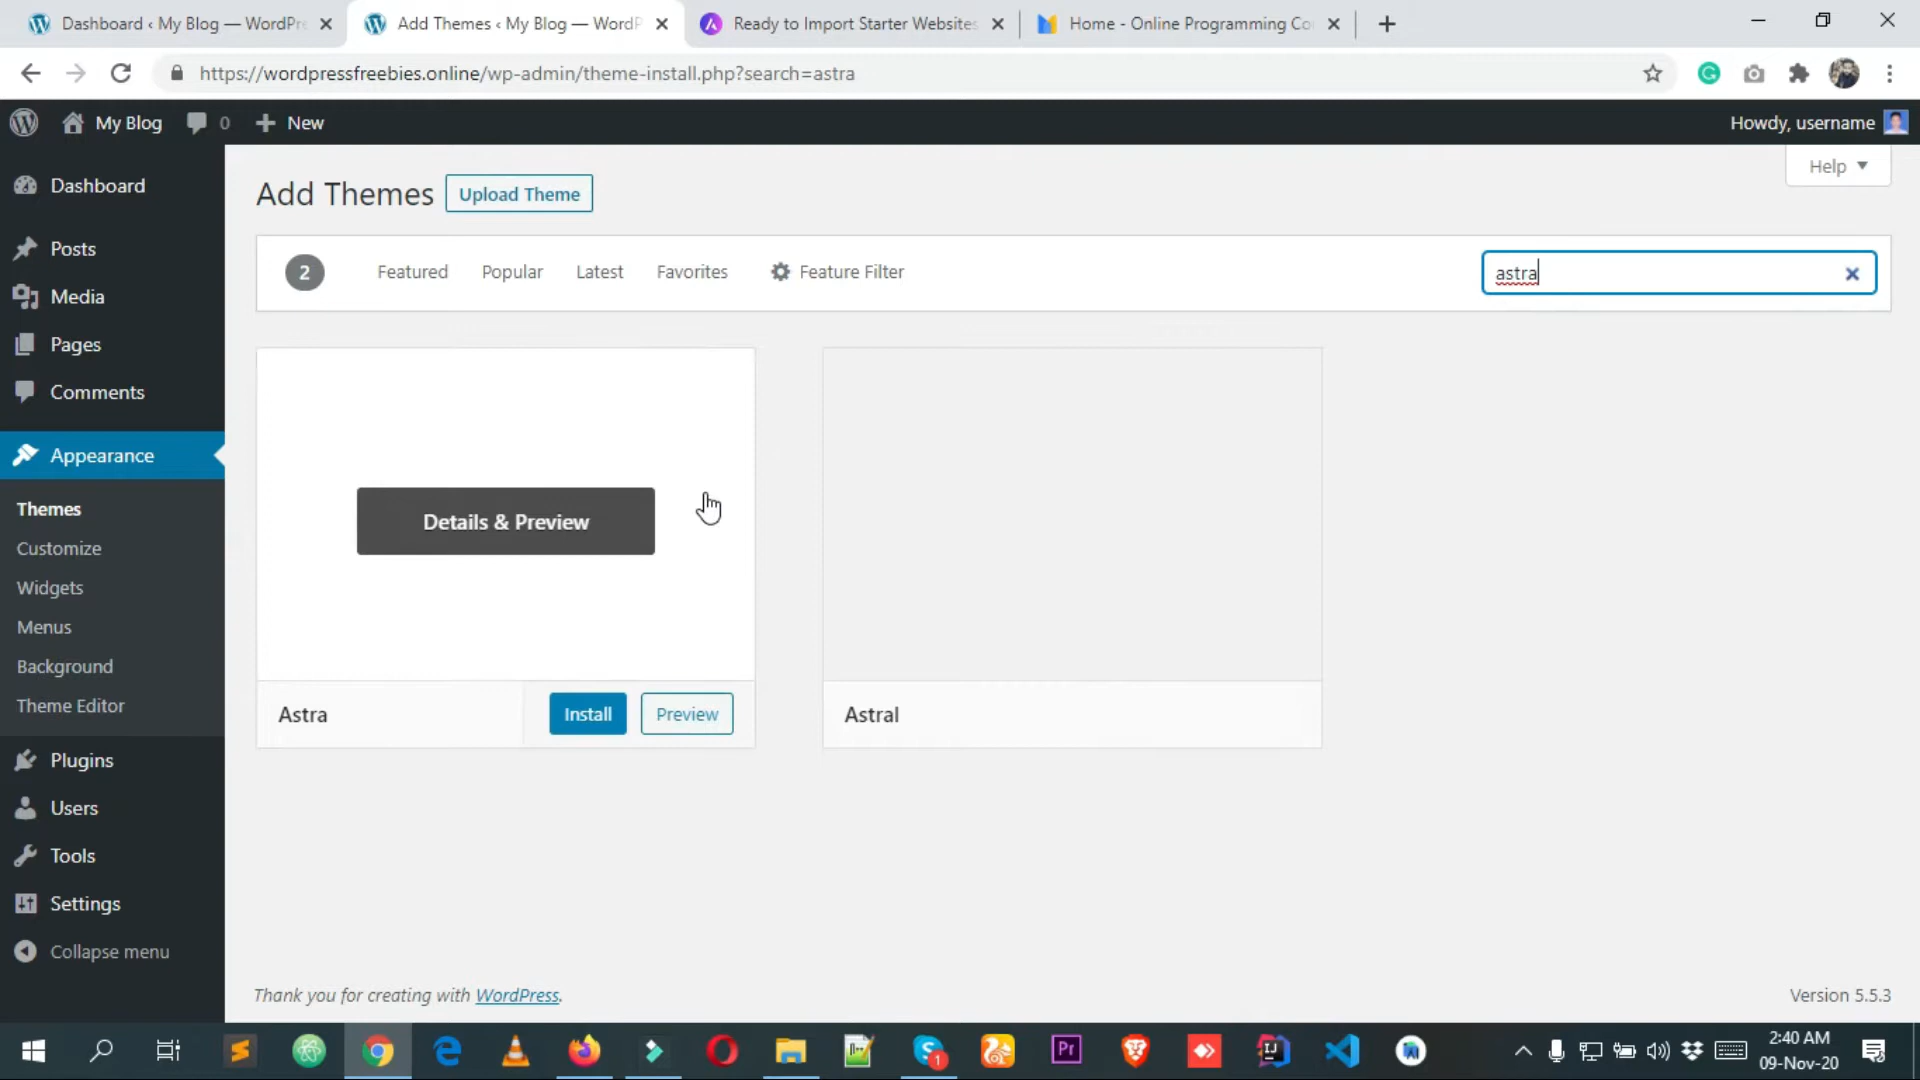 Dashboard ‹ My Blog — WordPre
Add Themes ‹ My Blog — WordP
Ready to Import Starter Websites
Home - Online Programming Co
https://wordpressfreebies.online/wp-admin/theme-install.php?search=astra
My Blog
0
New
Howdy, username
Help
Dashboard
Posts
Media
Pages
Comments
Appearance
Themes
Customize
Widgets
Menus
Background
Theme Editor
Plugins
Users
Tools
Settings
Collapse menu
Add Themes
Upload Theme
2
Featured
Popular
Latest
Favorites
Feature Filter
astra
Details & Preview
Astra
Install
Preview
Astral
Thank you for creating with WordPress.
Version 5.5.3
Pr
1
2:40 AM
09-Nov-20